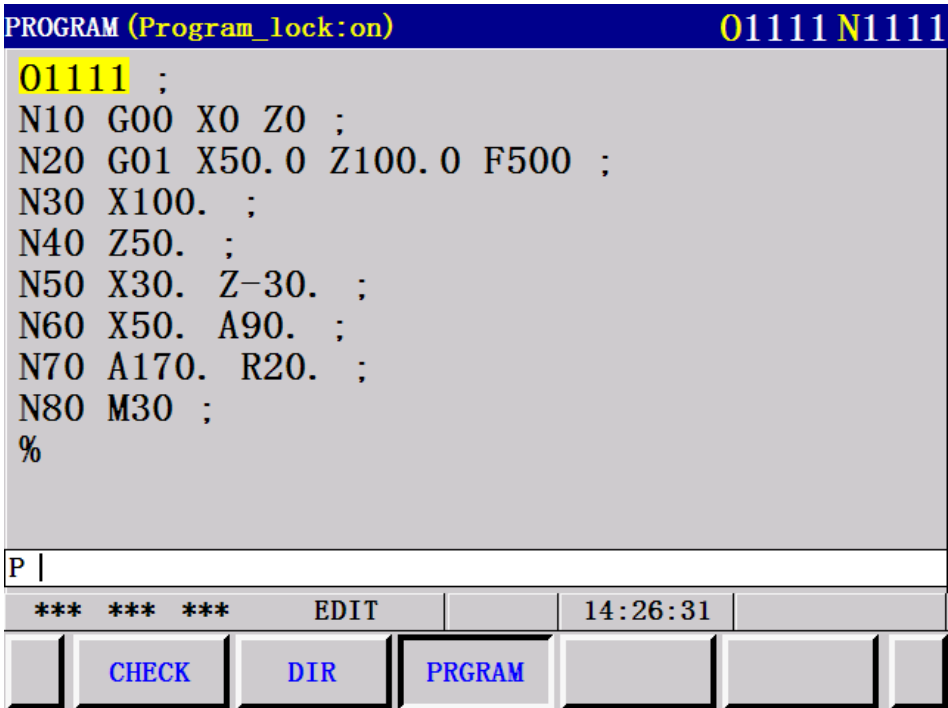 PROGRAM (Program_lock:on) O1111 N1111
O1111 ;
N10 G00 X0 Z0 ;
N20 G01 X50.0 Z100.0 F500 ;
N30 X100. ;
N40 Z50. ;
N50 X30. Z-30. ;
N60 X50. A90. ;
N70 A170. R20. ;
N80 M30 ;
%
P
*** *** *** EDIT 14:26:31
CHECK DIR PRGRAM